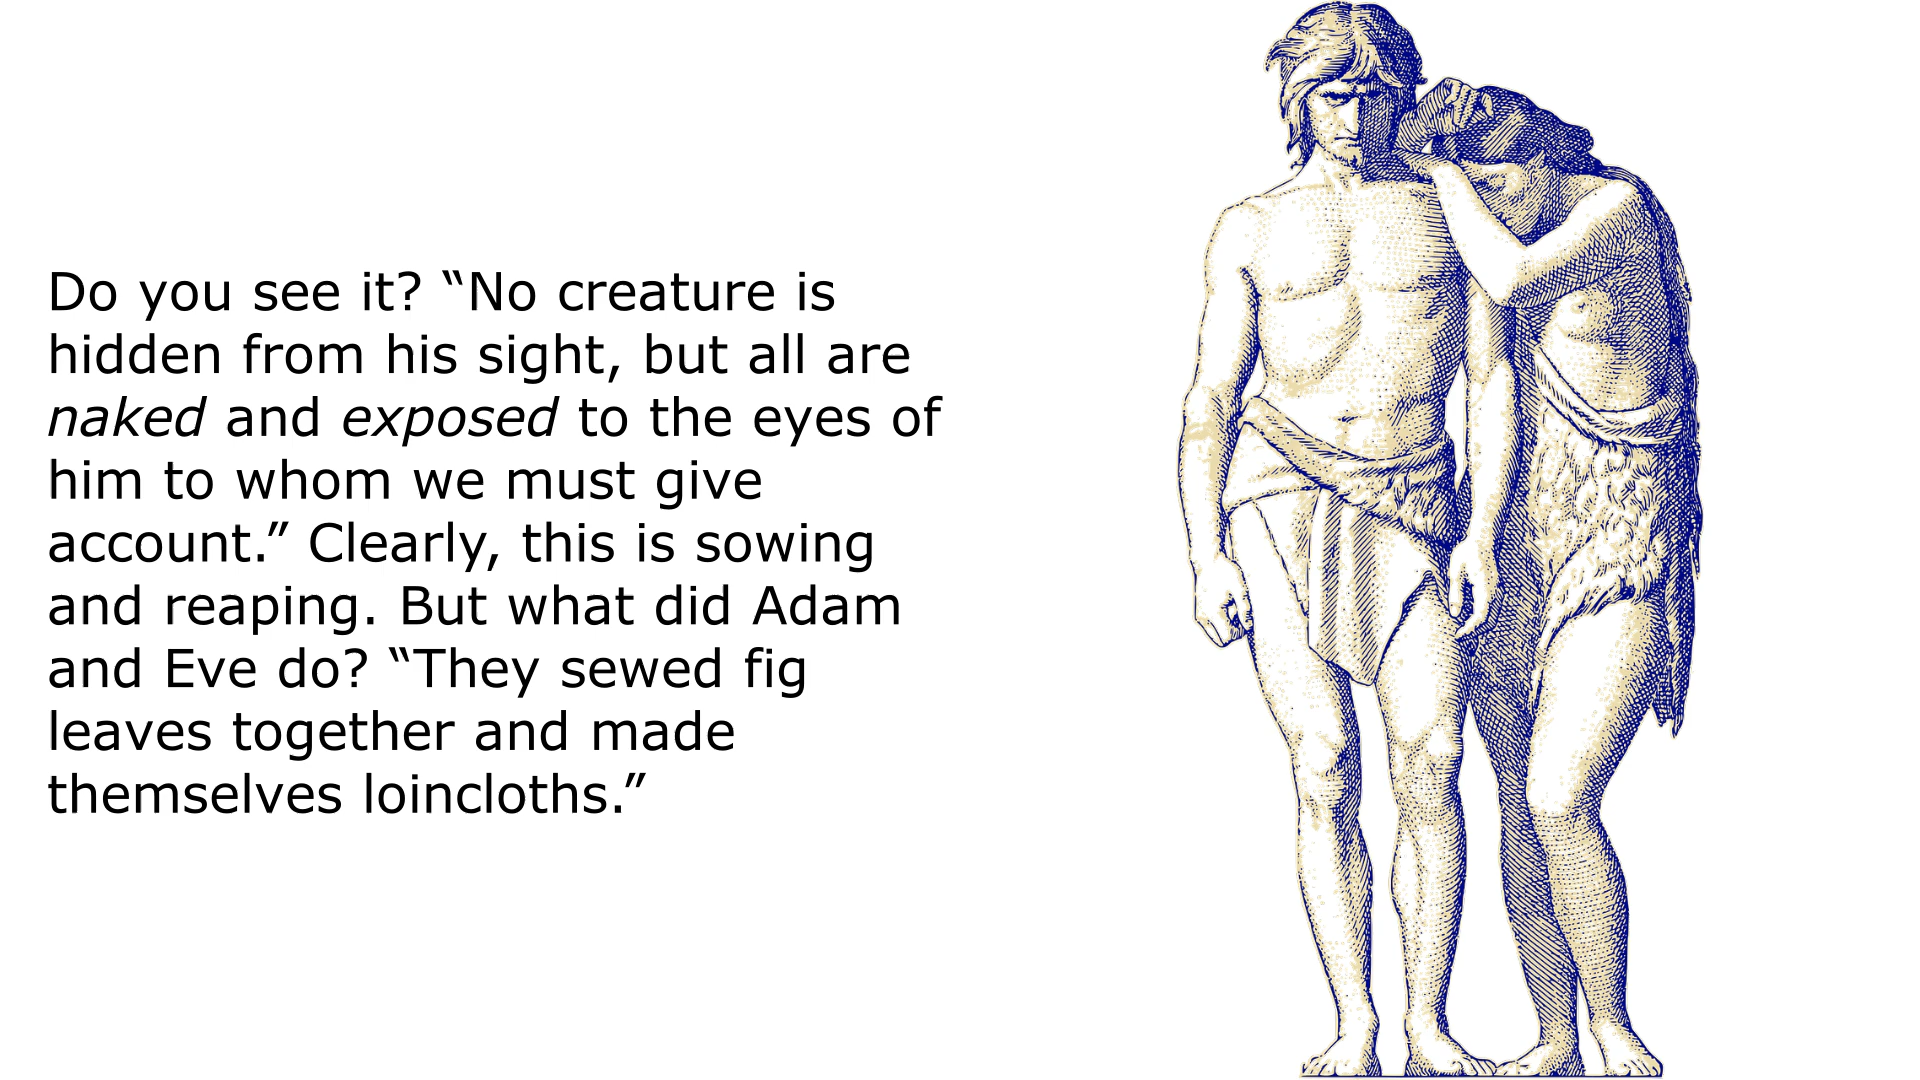 Do you see it? “No creature is
hidden from his sight, but all are
naked and exposed to the eyes of
him to whom we must give
account.” Clearly, this is sowing
and reaping. But what did Adam
and Eve do? “They sewed fig
leaves together and made
themselves loincloths.”